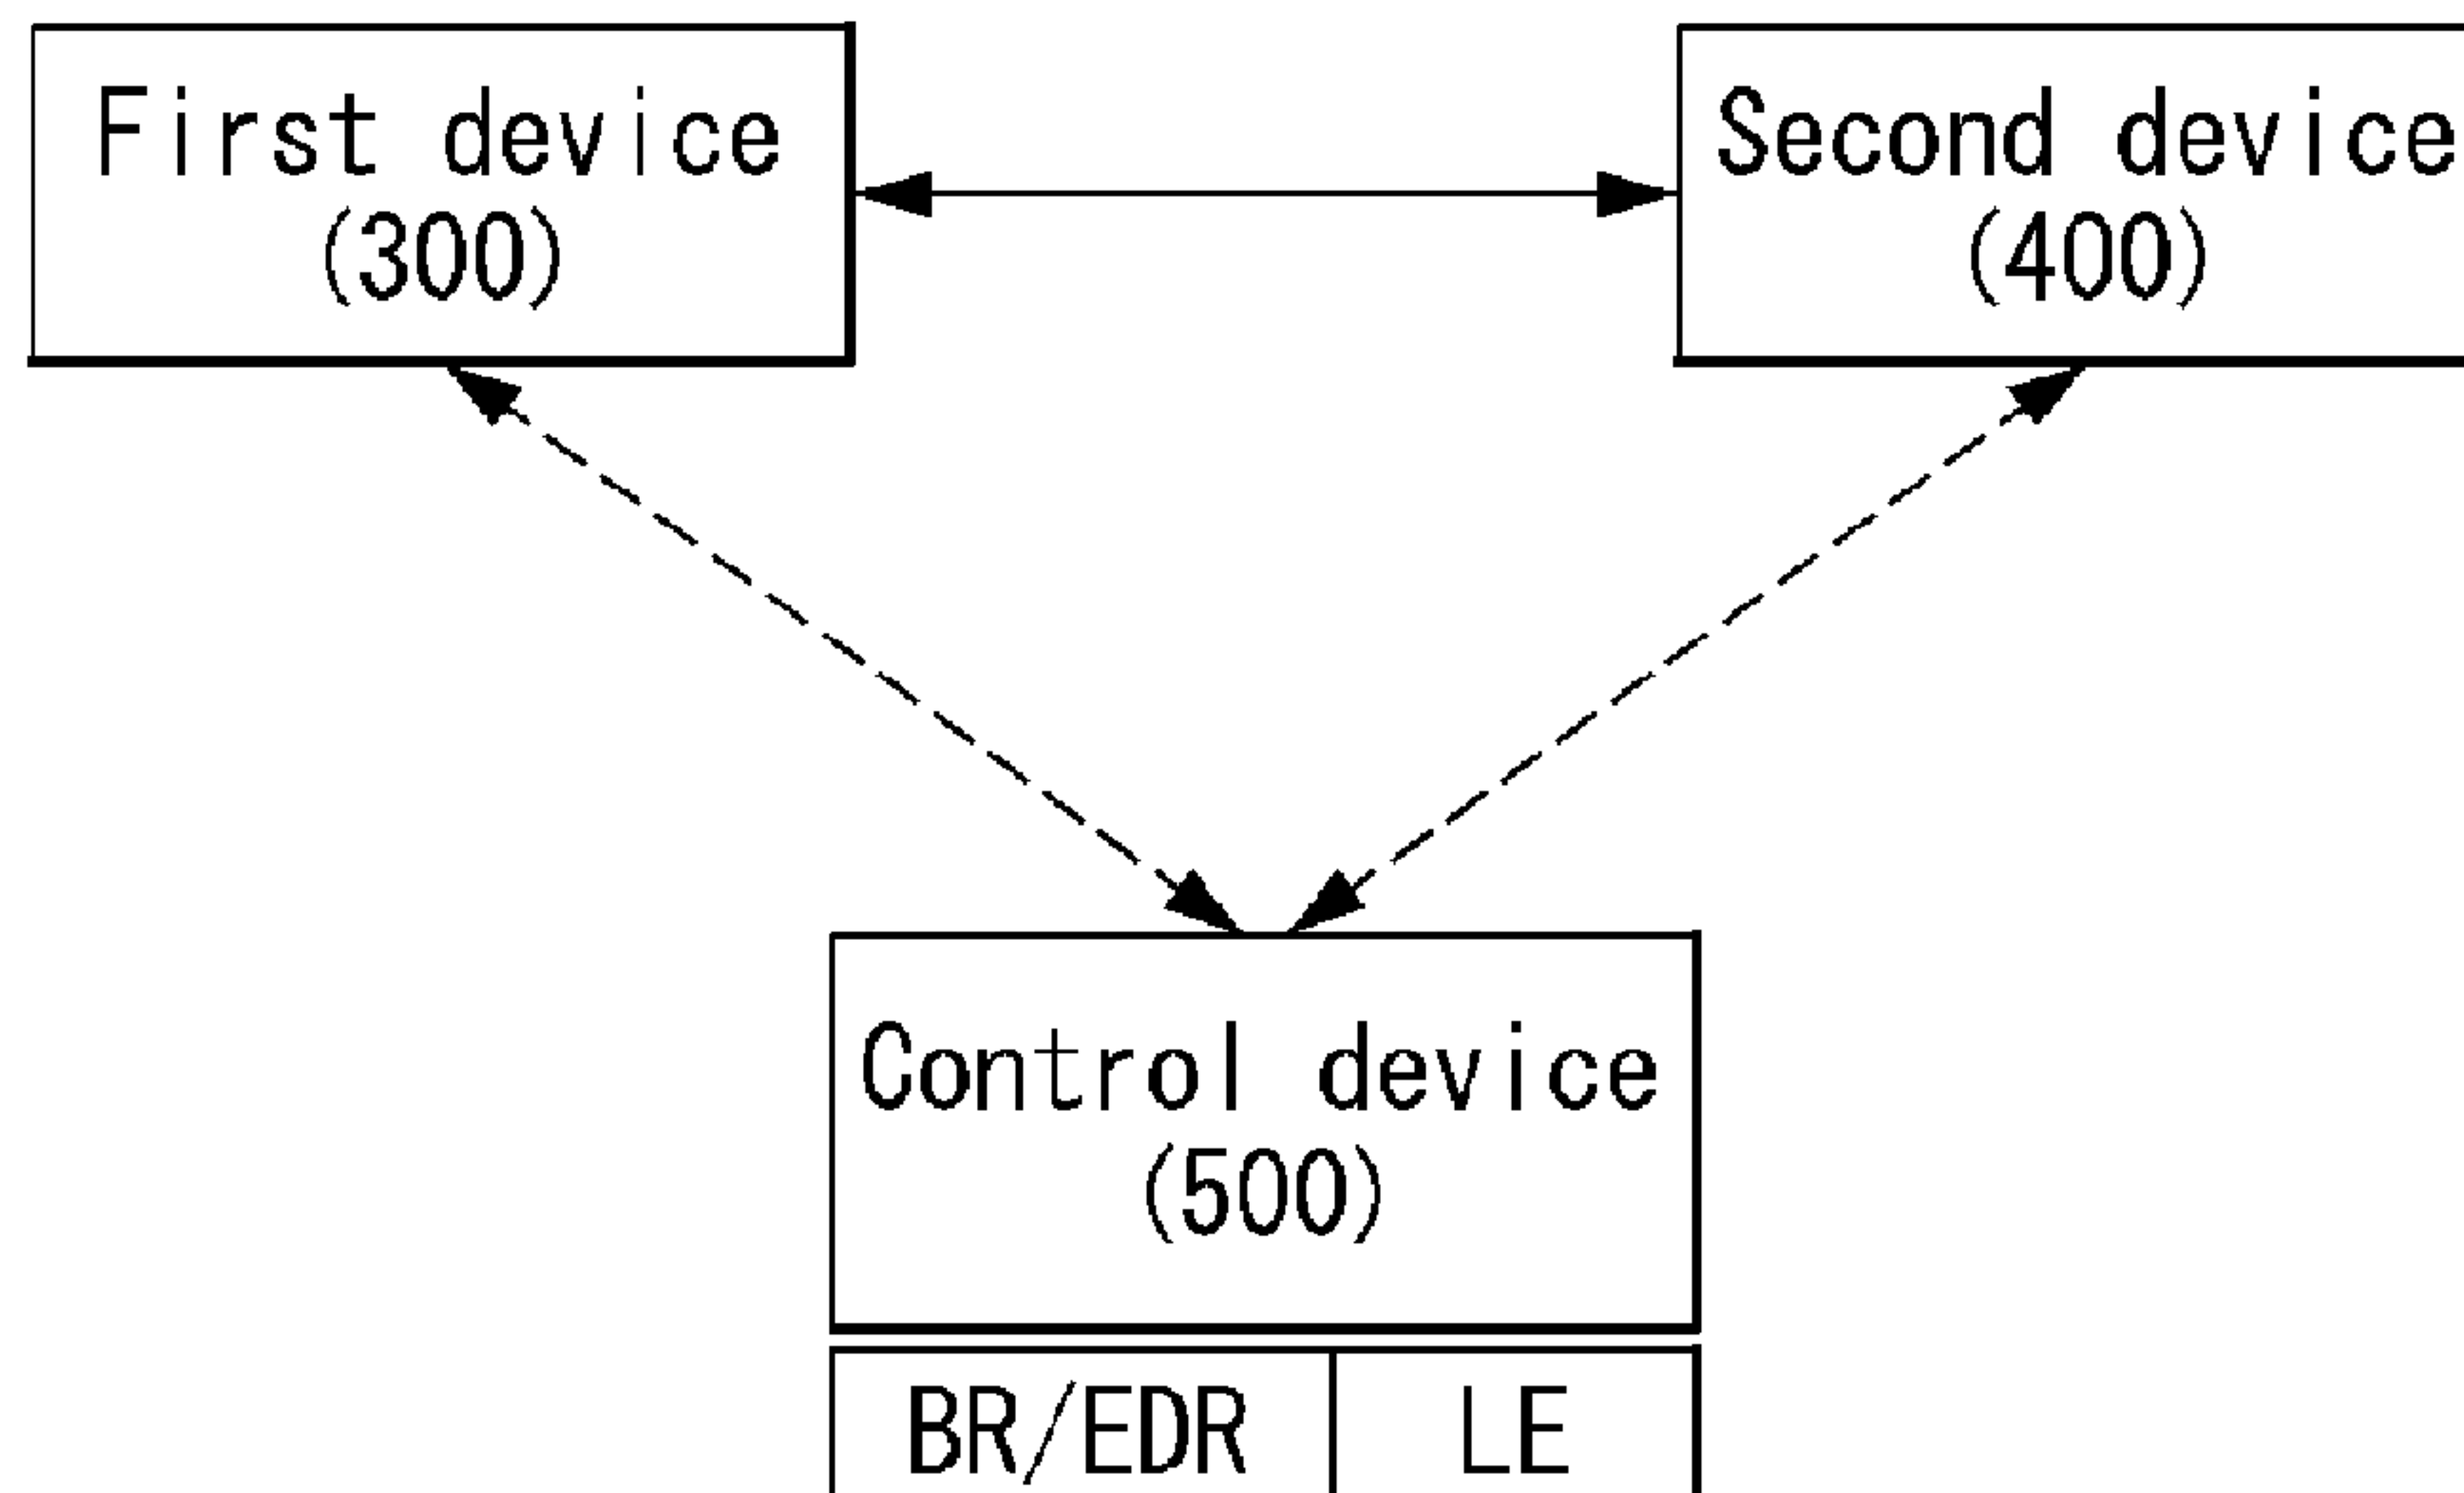 First device
(300)
Second device
(400)
Control device
(500)
BR/EDR
LE